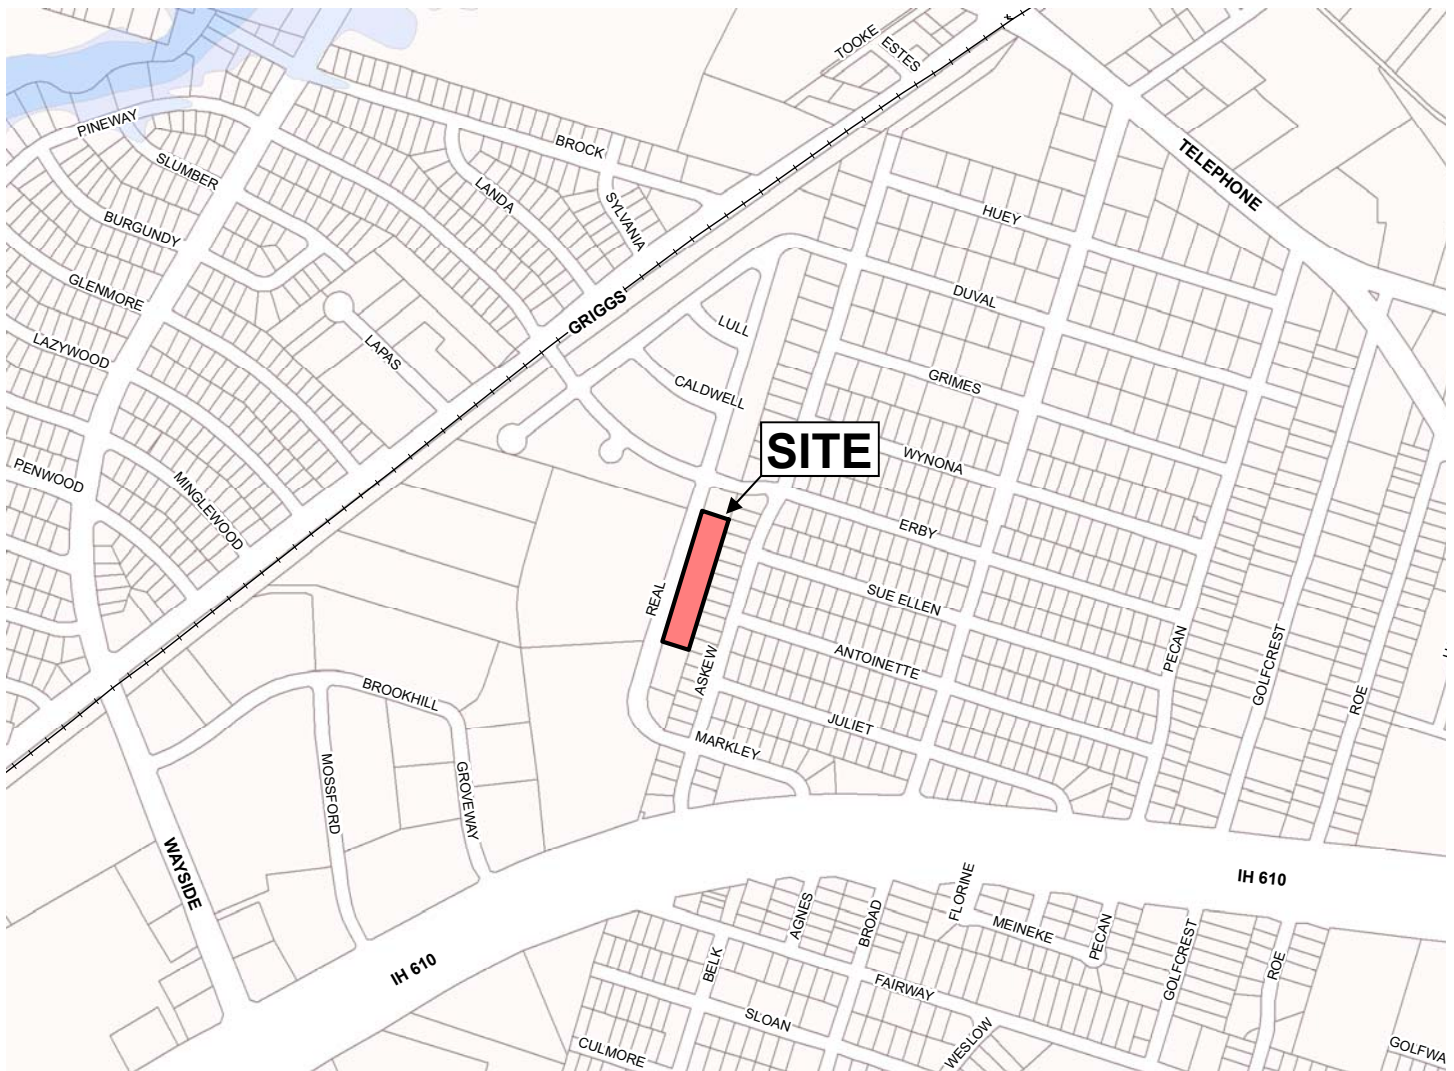 TOOKE
ESTES
PINEWAY
BROCK
SLUMBER
TELEPHONE
LANDA
SYLVANIA
HUEY
BURGUNDY
GLENMORE
DUVAL
GRIGGS
LULL
LAZYWOOD
LAPAS
CALDWELL
GRIMES
SITE
WYNONA
PENWOOD
MINGLEWOOD
ERBY
REAL
SUE ELLEN
ANTOINETTE
PECAN
GOLFCREST
ASKEW
ROE
BROOKHILL
JULIET
MARKLEY
MOSSFORD
GROVEWAY
WAYSIDE
IH 610
FLORINE
AGNES
BROAD
MEINEKE
PECAN
GOLFCREST
IH 610
BELK
ROE
FAIRWAY
SLOAN
WESLOW
CULMORE
GOLFWA